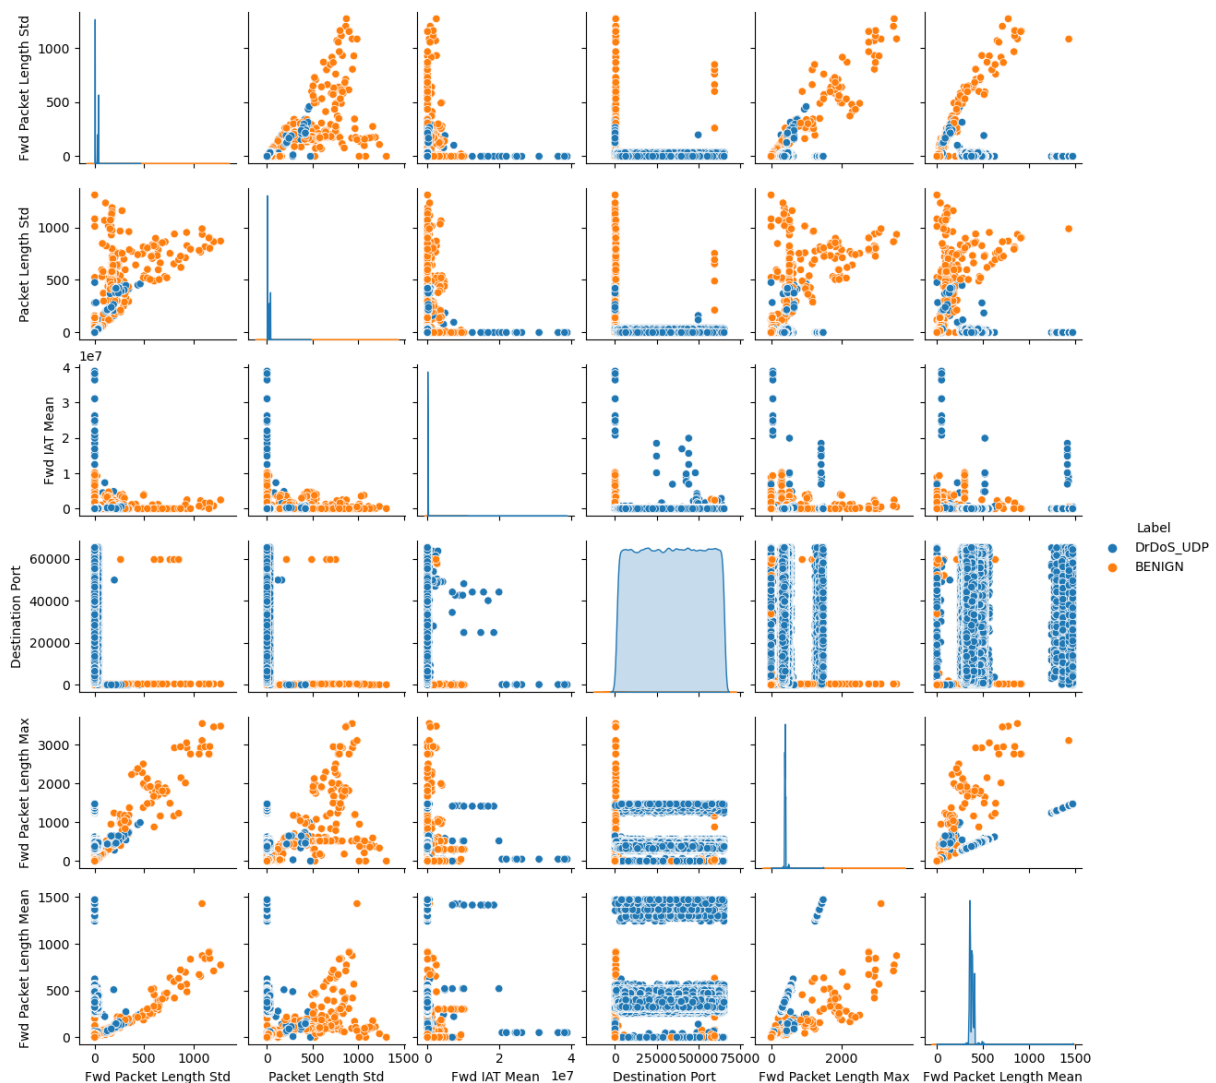 Fwd Packet Length Std
1000
500
0
Packet Length Std
1000
500
0
1e7
Fwd IAT Mean
4
3
2
1
0
Label
DrDoS_UDP
BENIGN
Destination Port
60000
40000
20000
0
Fwd Packet Length Max
3000
2000
1000
0
Fwd Packet Length Mean
1500
1000
500
0
0 500 1000
0 500 1000 1500
0 2 4
0 25000 50000 75000
0 2000
0 500 1000 1500
1e7
Fwd Packet Length Std Packet Length Std Fwd IAT Mean Destination Port Fwd Packet Length Max Fwd Packet Length Mean